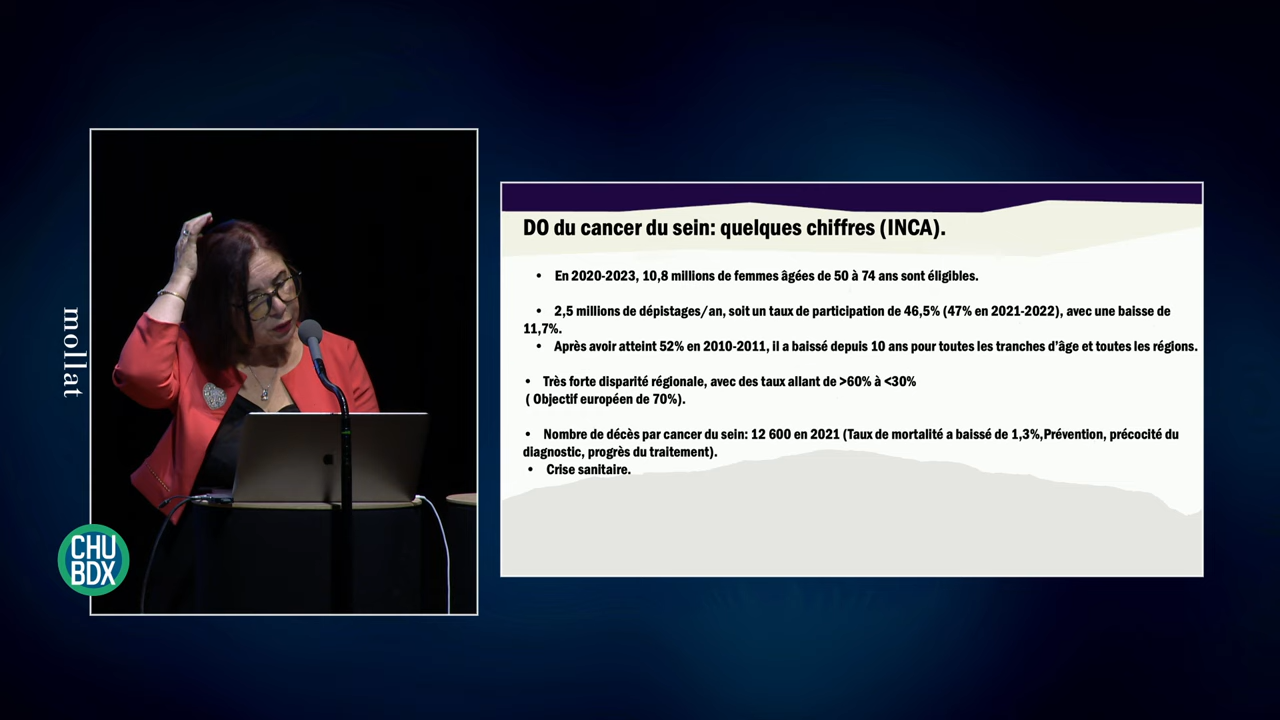 mollat
CHU
BDX
DO du cancer du sein: quelques chiffres (INCA).
• En 2020-2023, 10,8 millions de femmes âgées de 50 à 74 ans sont éligibles.
• 2,5 millions de dépistages/an, soit un taux de participation de 46,5% (47% en 2021-2022), avec une baisse de
11,7%.
• Après avoir atteint 52% en 2010-2011, il a baissé depuis 10 ans pour toutes les tranches d'âge et toutes les régions.
• Très forte disparité régionale, avec des taux allant de >60% à <30%
( Objectif européen de 70%).
• Nombre de décès par cancer du sein: 12 600 en 2021 (Taux de mortalité a baissé de 1,3%,Prévention, précocité du
diagnostic, progrès du traitement).
• Crise sanitaire.